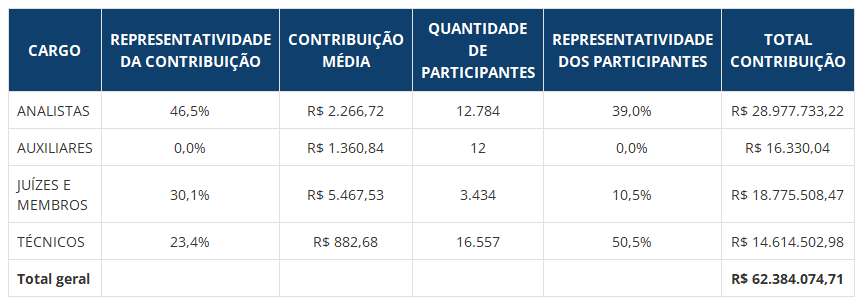 CARGO REPRESENTATIVIDADE DA CONTRIBUIÇÃO CONTRIBUIÇÃO MÉDIA QUANTIDADE DE PARTICIPANTES REPRESENTATIVIDADE DOS PARTICIPANTES TOTAL CONTRIBUIÇÃO
ANALISTAS 46,5% R$ 2.266,72 12.784 39,0% R$ 28.977.733,22
AUXILIARES 0,0% R$ 1.360,84 12 0,0% R$ 16.330,04
JUÍZES E MEMBROS 30,1% R$ 5.467,53 3.434 10,5% R$ 18.775.508,47
TÉCNICOS 23,4% R$ 882,68 16.557 50,5% R$ 14.614.502,98
Total geral R$ 62.384.074,71